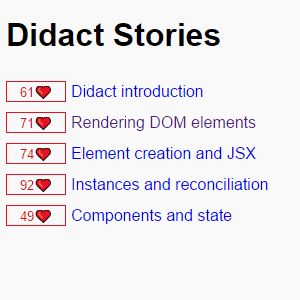 Didact Stories
61❤️ Didact introduction
71❤️ Rendering DOM elements
74❤️ Element creation and JSX
92❤️ Instances and reconciliation
49❤️ Components and state